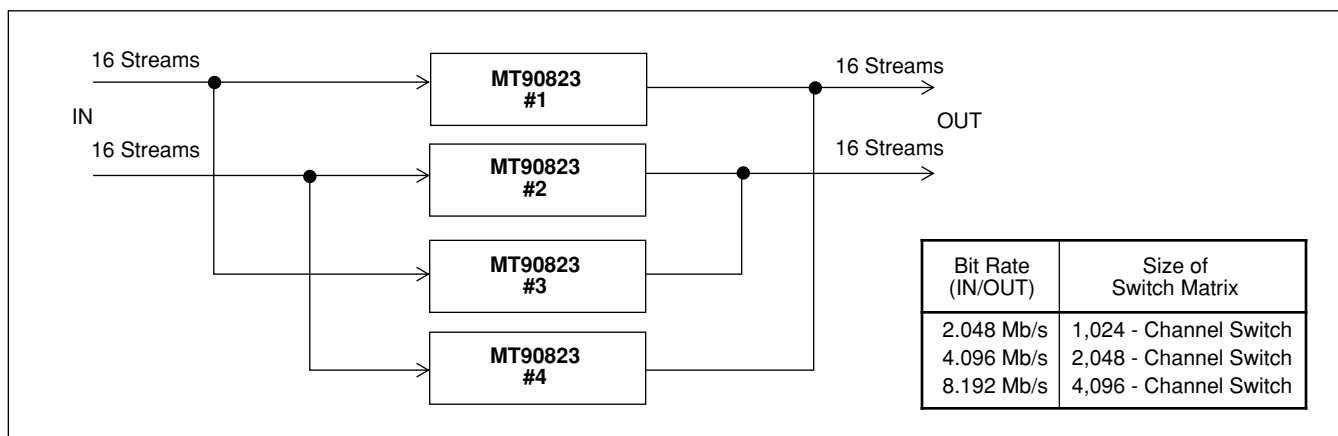 16 Streams
IN
16 Streams
MT90823
#1
MT90823
#2
MT90823
#3
MT90823
#4
16 Streams
OUT
16 Streams
Bit Rate
(IN/OUT)
Size of
Switch Matrix
2.048 Mb/s 1,024 - Channel Switch
4.096 Mb/s 2,048 - Channel Switch
8.192 Mb/s 4,096 - Channel Switch